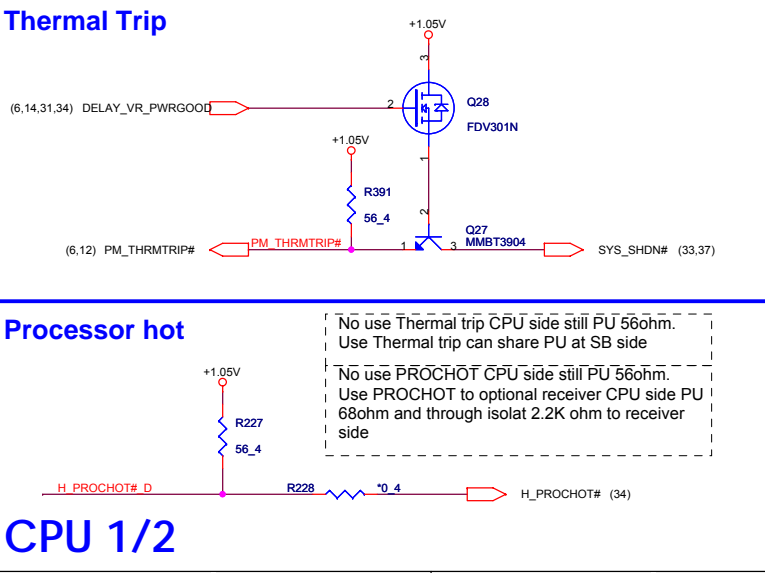 Thermal Trip
+1.05V
3
(6,14,31,34) DELAY_VR_PWRGOOD
2
Q28
FDV301N
+1.05V
1
R391
56_4
2
Q27
MMBT3904
(6,12) PM_THRMTRIP#
PM_THRMTRIP#
1
3
SYS_SHDN# (33,37)
Processor hot
No use Thermal trip CPU side still PU 56ohm.
Use Thermal trip can share PU at SB side
No use PROCHOT CPU side still PU 56ohm.
Use PROCHOT to optional receiver CPU side PU
68ohm and through isolat 2.2K ohm to receiver
side
+1.05V
R227
56_4
H_PROCHOT#_D
R228
*0_4
H_PROCHOT# (34)
CPU 1/2